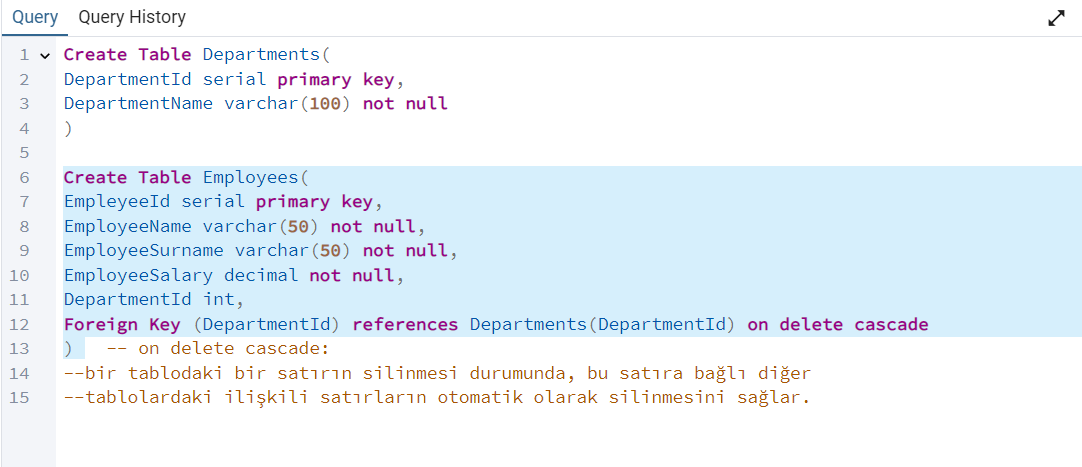 Query Query History
1 Create Table Departments(
2 DepartmentId serial primary key,
3 DepartmentName varchar(100) not null
4 )
5
6 Create Table Employees(
7 EmpleyeeId serial primary key,
8 EmployeeName varchar(50) not null,
9 EmployeeSurname varchar(50) not null,
10 EmployeeSalary decimal not null,
11 DepartmentId int,
12 Foreign Key (DepartmentId) references Departments(DepartmentId) on delete cascade
13 ) -- on delete cascade:
14 --bir tablodaki bir satırın silinmesi durumunda, bu satıra bağlı diğer
15 --tablolardaki ilişkili satırların otomatik olarak silinmesini sağlar.